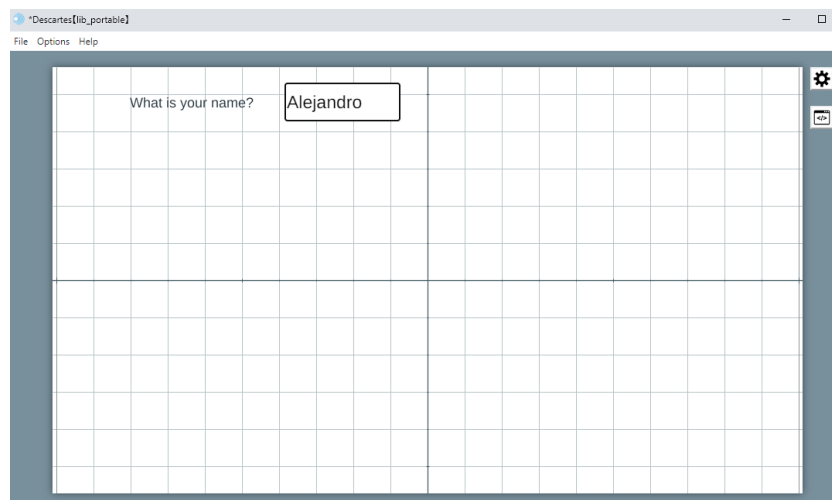 *Descartes【lib_portable】
File Options Help
What is your name? Alejandro
</>